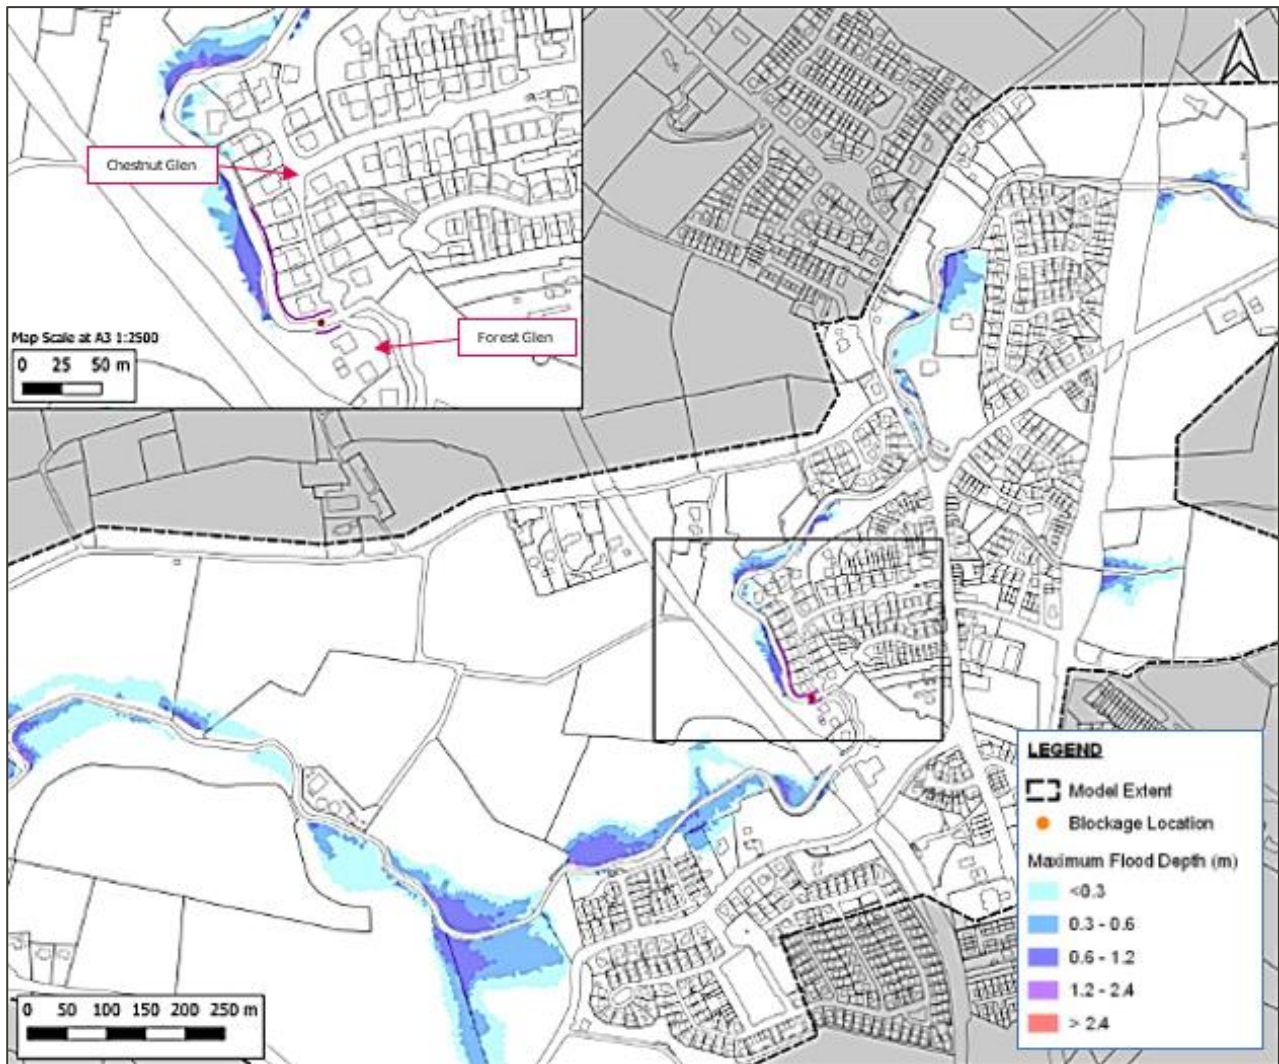 N
Chestnut Glen
Forest Glen
Map Scale at A3 1:2500
0 25 50 m
LEGEND
Model Extent
Blockage Location
Maximum Flood Depth (m)
<0.3
0.3 - 0.6
0.6 - 1.2
1.2 - 2.4
> 2.4
0 50 100 150 200 250 m